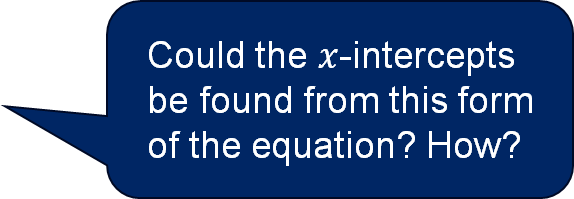 Could the 𝑥-intercepts
be found from this form
of the equation? How?